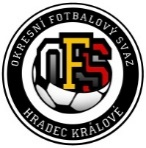 OKRESNÍ FOTBALOVÝ SVAZ
OFS
HRADEC KRÁLOVÉ